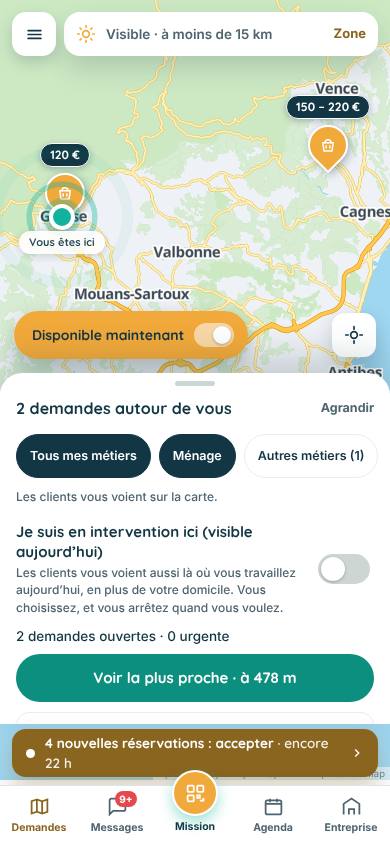 Visible · à moins de 15 km
Zone
Vence
150 – 220 €
120 €
Cagnes
Vous êtes ici
Valbonne
Mouans-Sartoux
Disponible maintenant
Antibes
2 demandes autour de vous
Agrandir
Tous mes métiers
Ménage
Autres métiers (1)
Les clients vous voient sur la carte.
Je suis en intervention ici (visible
aujourd’hui)
Les clients vous voient aussi là où vous travaillez
aujourd’hui, en plus de votre domicile. Vous
choisissez, et vous arrêtez quand vous voulez.
2 demandes ouvertes · 0 urgente
Voir la plus proche · à 478 m
4 nouvelles réservations : accepter · encore
22 h
9+
Demandes
Messages
Mission
Agenda
Entreprise